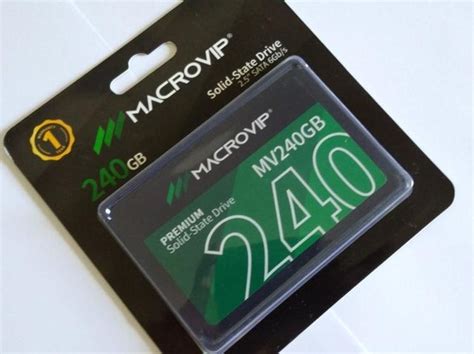 MACROVIP
Solid-State Drive
2.5" SATA 6Gb/s
1
240GB
MACROVIP
PREMIUM
Solid-State Drive
MV240GB
240